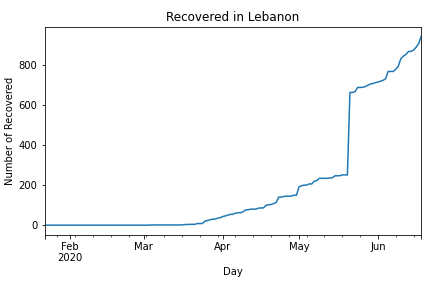 Recovered in Lebanon
Number of Recovered
800
600
400
200
0
Feb
2020
Mar
Apr
May
Jun
Day